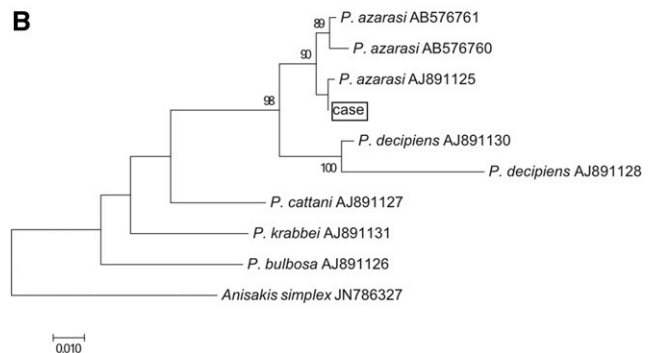 B
89
P. azarasi AB576761
P. azarasi AB576760
90
P. azarasi AJ891125
case
98
P. decipiens AJ891130
100
P. decipiens AJ891128
P. cattani AJ891127
P. krabbei AJ891131
P. bulbosa AJ891126
Anisakis simplex JN786327
0.010